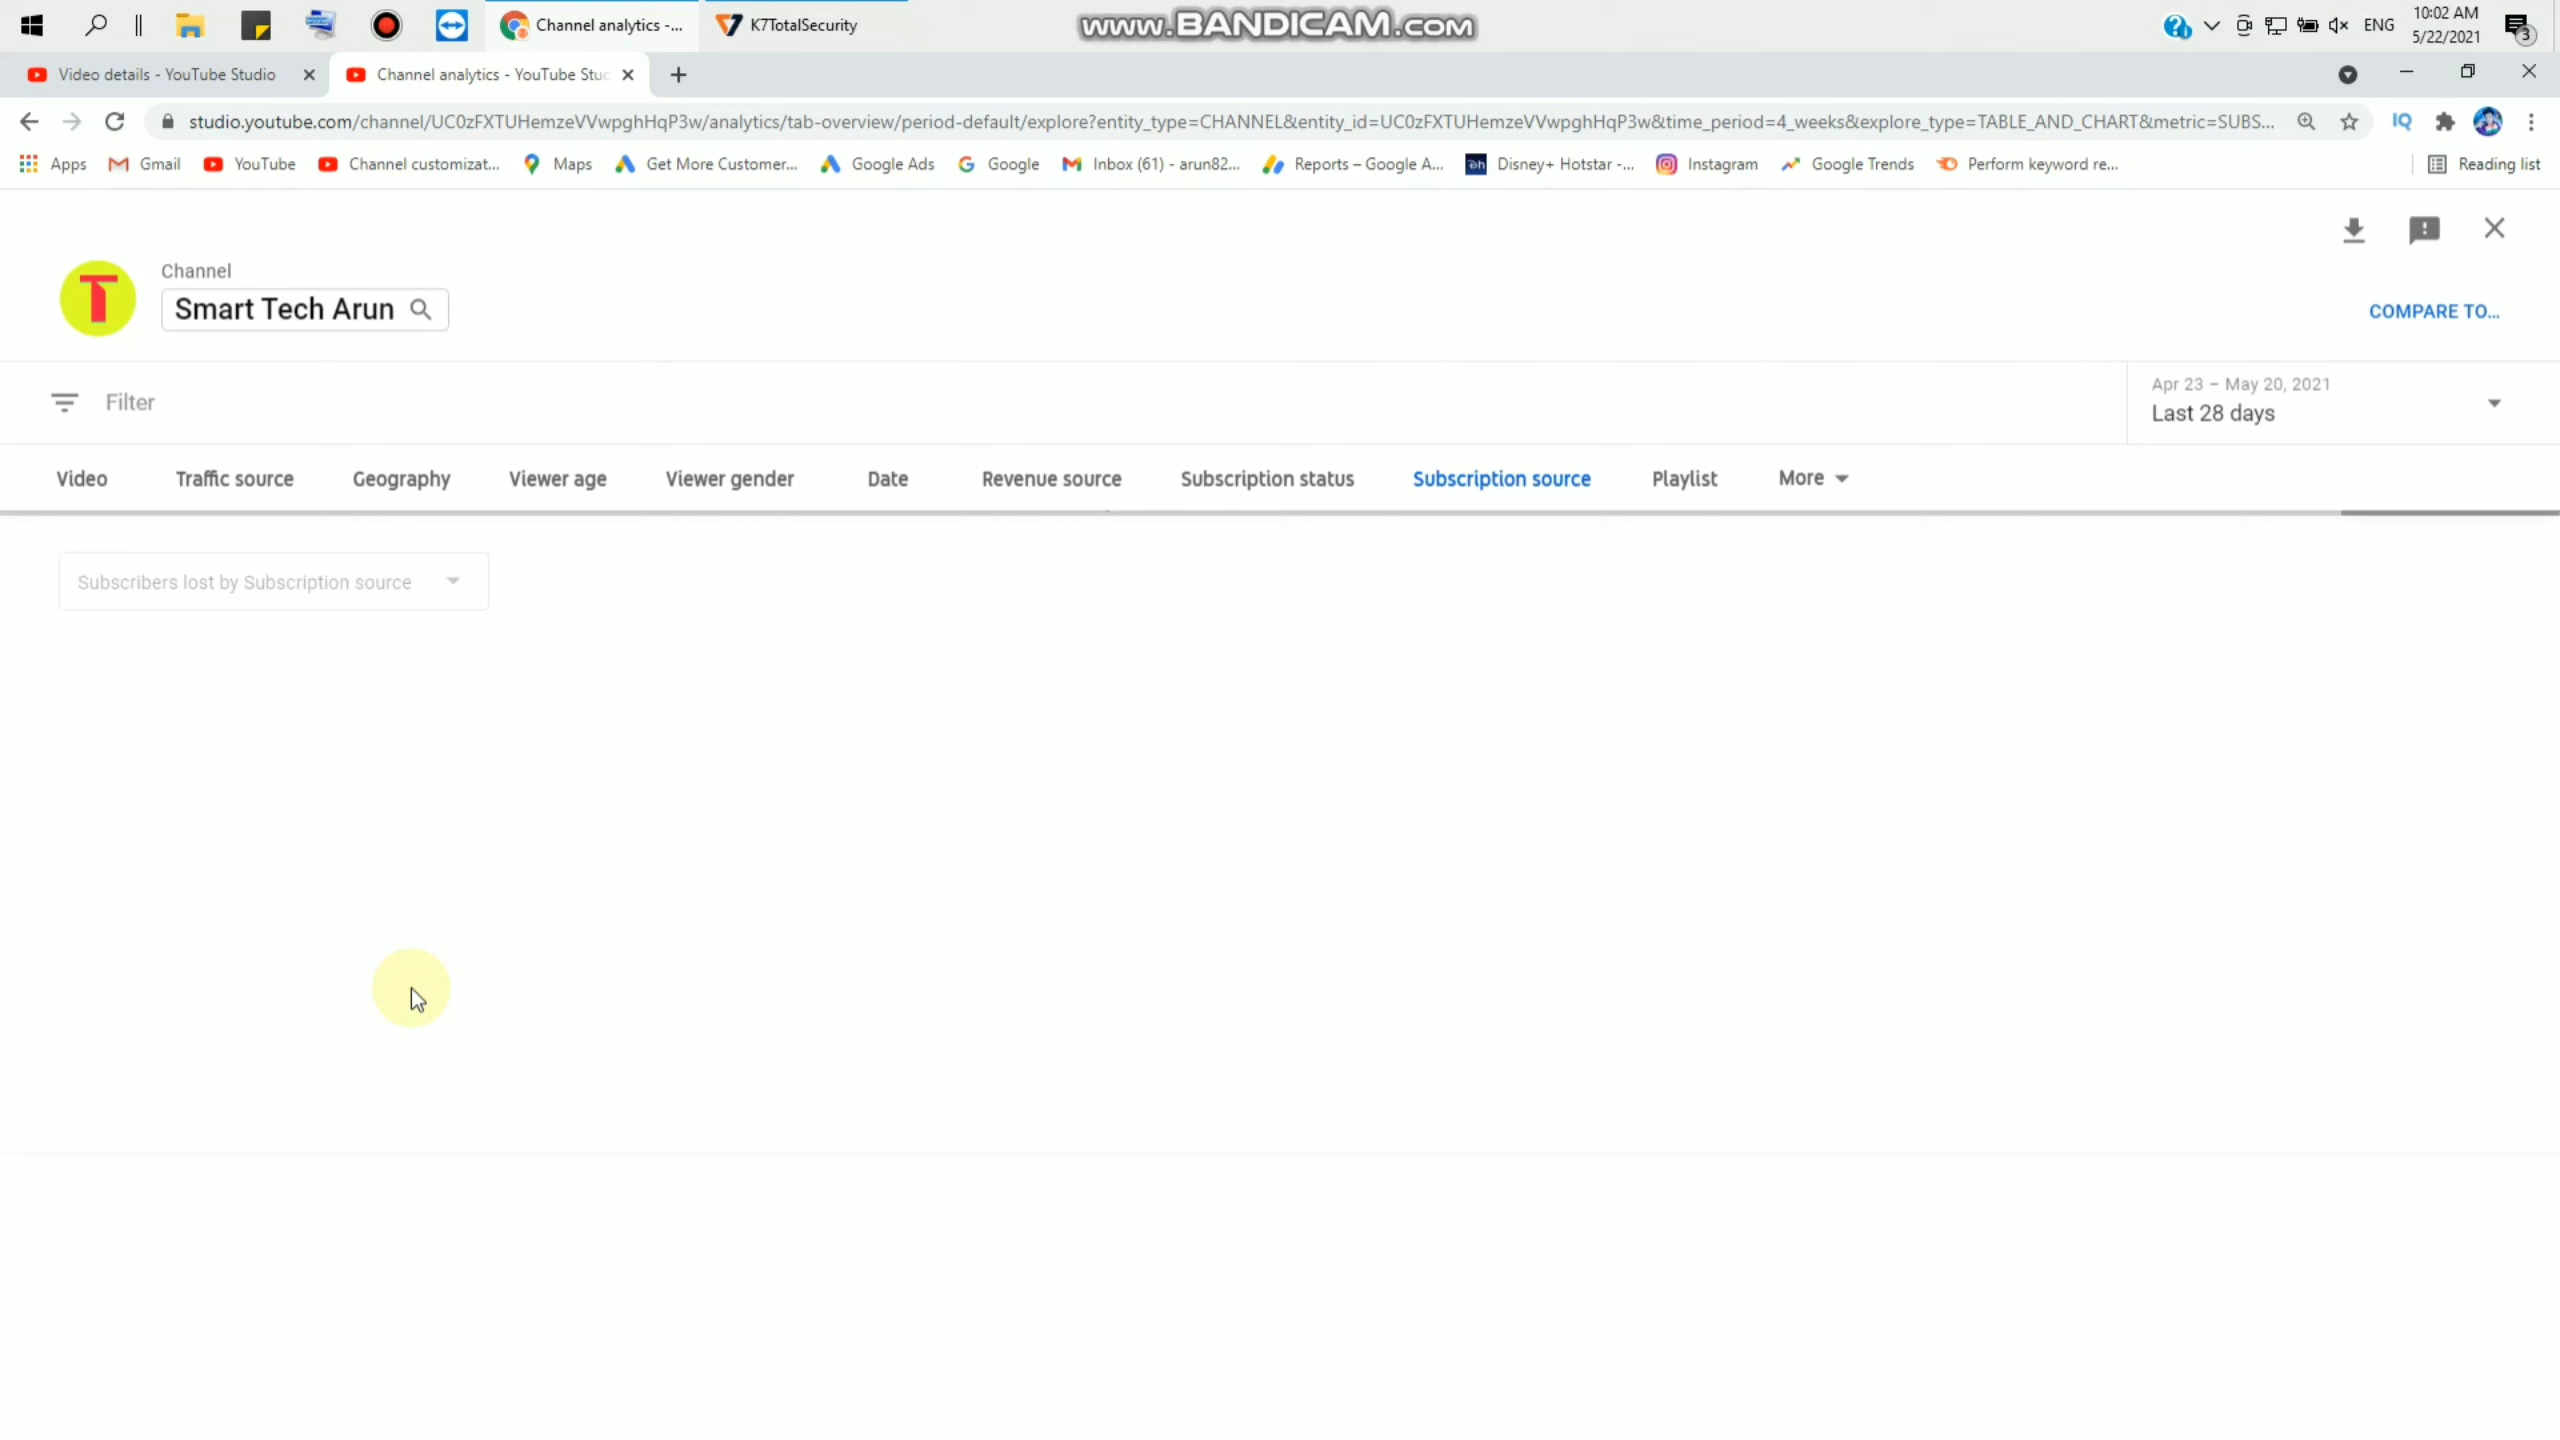 Channel analytics -...
K7TotalSecurity
www.BANDICAM.com
ENG
10:02 AM
5/22/2021
3
Video details - YouTube Studio
Channel analytics - YouTube Stud
studio.youtube.com/channel/UC0zFXTUHemzeVVwpghHqP3w/analytics/tab-overview/period-default/explore?entity_type=CHANNEL&entity_id=UC0zFXTUHemzeVVwpghHqP3w&time_period=4_weeks&explore_type=TABLE_AND_CHART&metric=SUBS...
IQ
Apps
Gmail
YouTube
Channel customizat...
Maps
Get More Customer...
Google Ads
Google
Inbox (61) - arun82...
Reports – Google A...
Disney+ Hotstar -...
Instagram
Google Trends
Perform keyword re...
Reading list
Channel
T
Smart Tech Arun
COMPARE TO...
Filter
Apr 23 – May 20, 2021
Last 28 days
Video
Traffic source
Geography
Viewer age
Viewer gender
Date
Revenue source
Subscription status
Subscription source
Playlist
More
Subscribers lost by Subscription source